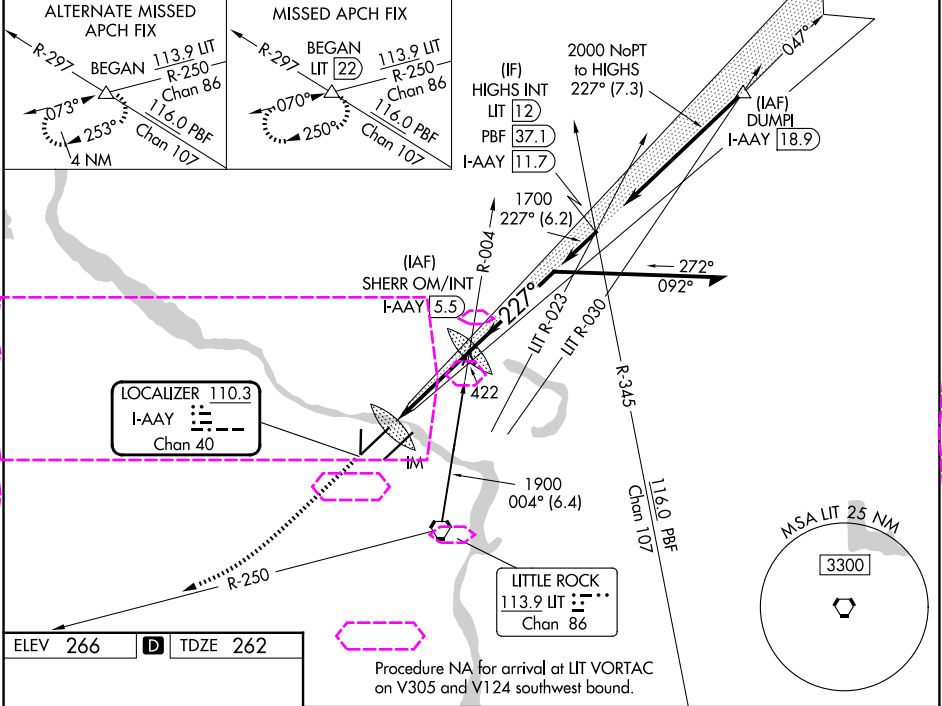 ALTERNATE MISSED
APCH FIX
R-297
BEGAN
113.9 LIT
R-250
Chan 86
073°
253°
116.0 PBF
Chan 107
4 NM
MISSED APCH FIX
R-297
BEGAN
LIT 22
113.9 LIT
R-250
Chan 86
070°
250°
116.0 PBF
Chan 107
2000 NoPT
to HIGHS
227° (7.3)
047°
(IAF)
DUMPI
I-AAY 18.9
(IF)
HIGHS INT
LIT 12
PBF 37.1
I-AAY 11.7
1700
227° (6.2)
R-004
(IAF)
SHERR OM/INT
I-AAY 5.5
227°
272°
092°
LIT R-023
LIT R-030
R-345
422
LOCALIZER 110.3
I-AAY
Chan 40
IM
1900
004° (6.4)
116.0 PBF
Chan 107
R-250
LITTLE ROCK
113.9 LIT
Chan 86
MSA LIT 25 NM
3300
ELEV 266 D TDZE 262
Procedure NA for arrival at LIT VORTAC
on V305 and V124 southwest bound.